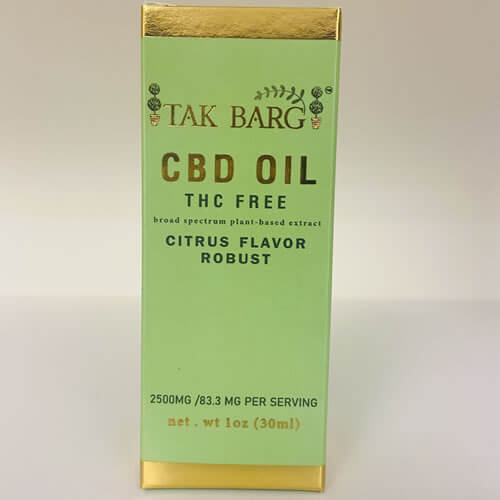 TAK BARG™
CBD OIL
THC FREE
broad spectrum plant-based extract
CITRUS FLAVOR
ROBUST
2500MG /83.3 MG PER SERVING
net . wt 1oz (30ml)